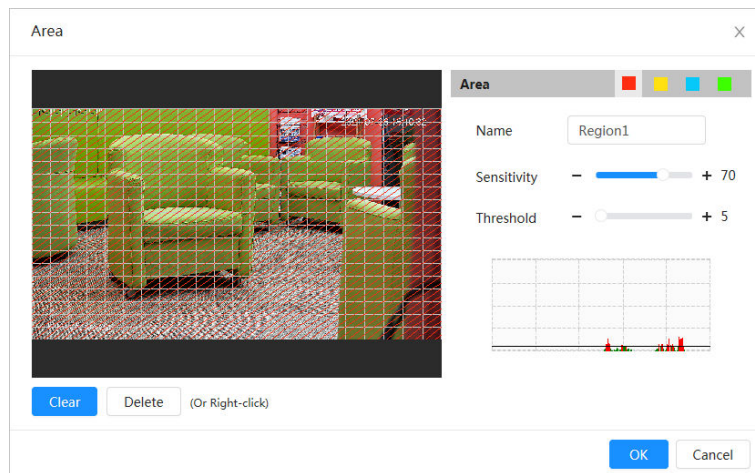 Area
X
Area
Name
Region1
Sensitivity
- + 70
Threshold
- + 5
Clear
Delete
(Or Right-click)
OK
Cancel